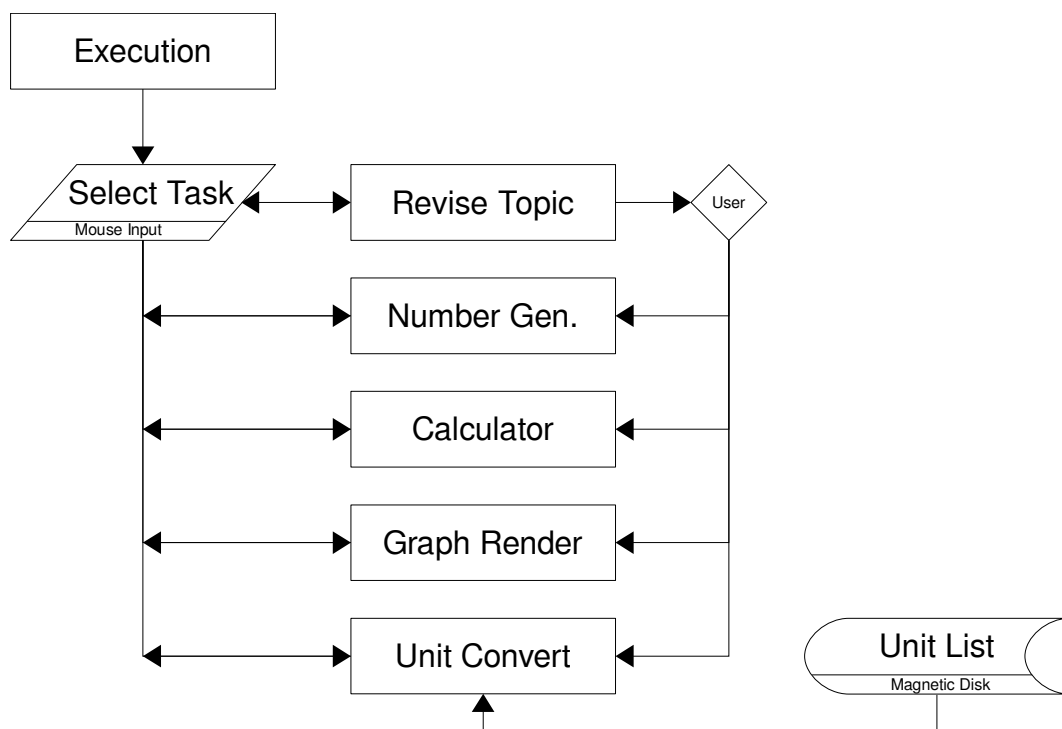 Execution
Select Task
Mouse Input
Revise Topic
User
Number Gen.
Calculator
Graph Render
Unit Convert
Unit List
Magnetic Disk